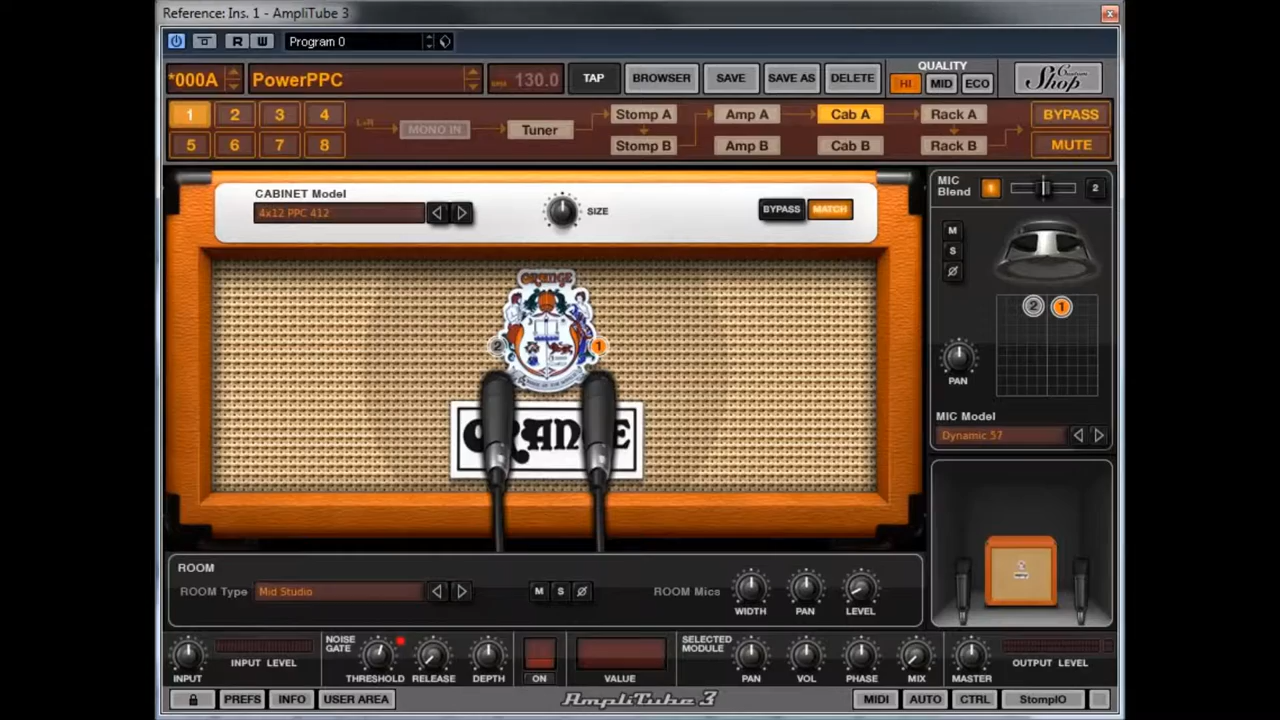 Reference: Ins. 1 - AmpliTube 3
R W Program 0
*000A PowerPPC BPM 130.0 TAP BROWSER SAVE SAVE AS DELETE QUALITY HI MID ECO Custom Shop
1 2 3 4
5 6 7 8
L+R MONO IN Tuner Stomp A Amp A Cab A Rack A BYPASS
Stomp B Amp B Cab B Rack B MUTE
CABINET Model
4x12 PPC 412
SIZE
BYPASS MATCH
MIC Blend 1 2
M
S
Ø
ORANGE
2 1
ORANGE
2 1
PAN
MIC Model
Dynamic 57
ROOM
ROOM Type Mid Studio M S Ø ROOM Mics WIDTH PAN LEVEL
INPUT INPUT LEVEL
NOISE GATE THRESHOLD RELEASE DEPTH
ON VALUE
SELECTED MODULE PAN VOL PHASE MIX
MASTER OUTPUT LEVEL
PREFS INFO USER AREA AmpliTube 3 MIDI AUTO CTRL StompIO